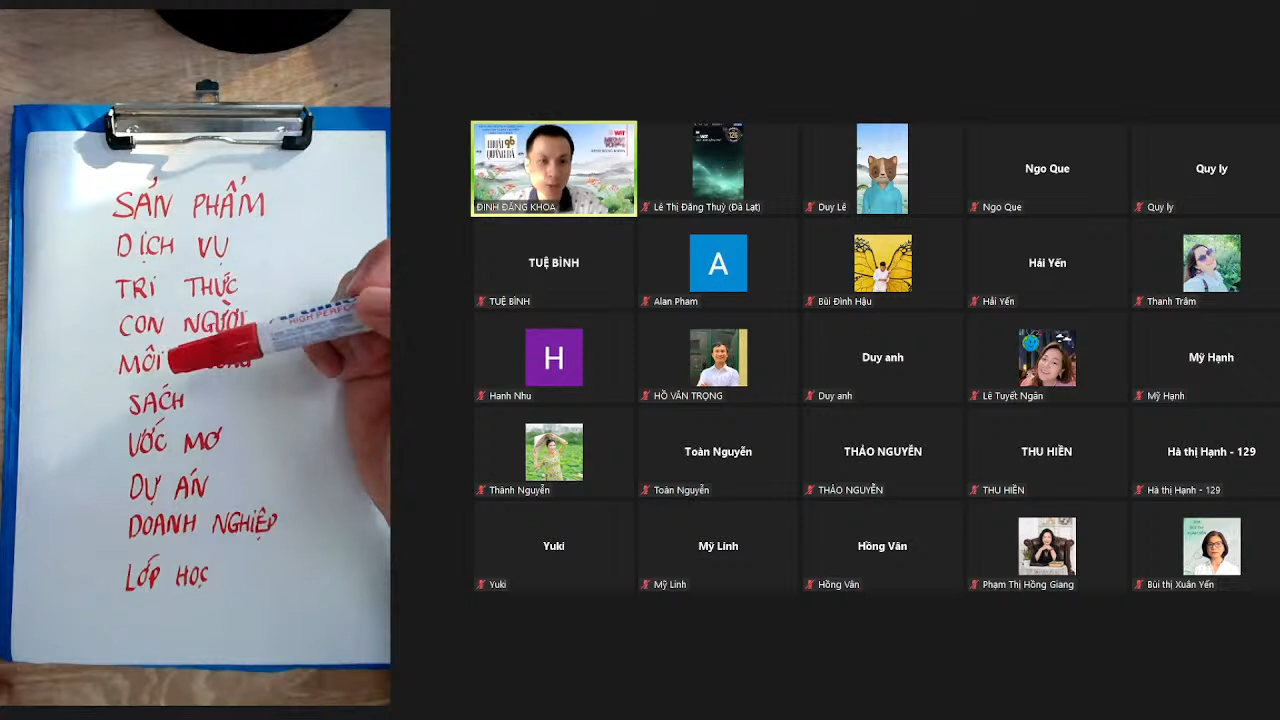 SẢN PHẨM
DỊCH VỤ
TRI THỨC
CON NGƯỜI
MÔI
SÁCH
ƯỚC MƠ
DỰ ÁN
DOANH NGHIỆP
LỚP HỌC
HIGH PERFO
WIT
ĐINH ĐĂNG KHOA
WIT
Lê Thị Đăng Thuỷ (Đà Lạt)
Duy Lê
Ngo Que
Ngo Que
Quy ly
Quy ly
TUỆ BÌNH
TUỆ BÌNH
A
Alan Pham
Bùi Đình Hậu
Hải Yến
Hải Yến
Thanh Trâm
H
Hanh Nhu
HỒ VĂN TRỌNG
Duy anh
Duy anh
Lê Tuyết Ngân
Mỹ Hạnh
Mỹ Hạnh
Thành Nguyễn
Toàn Nguyễn
Toàn Nguyễn
THẢO NGUYỄN
THẢO NGUYỄN
THU HIỀN
THU HIỀN
Hà thị Hạnh - 129
Hà thị Hạnh - 129
Yuki
Yuki
Mỹ Linh
Mỹ Linh
Hồng Vân
Hồng Vân
Phạm Thị Hồng Giang
Bùi thị Xuân Yến